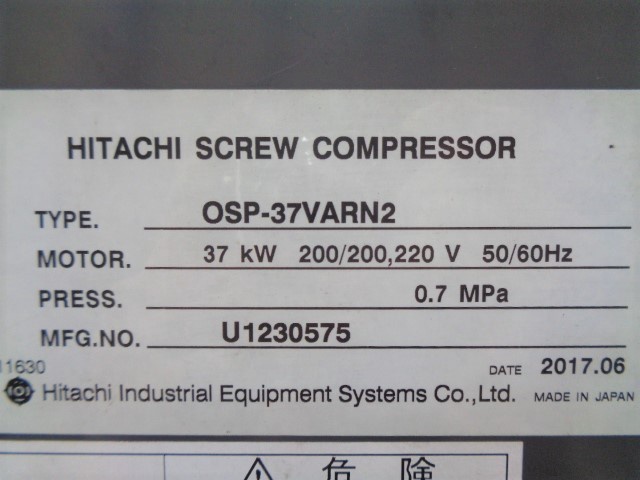 HITACHI SCREW COMPRESSOR
TYPE. OSP-37VARN2
MOTOR. 37 kW 200/200,220 V 50/60Hz
PRESS. 0.7 MPa
MFG.NO. U1230575
11630 DATE 2017.06
Hitachi Industrial Equipment Systems Co.,Ltd. MADE IN JAPAN
危険